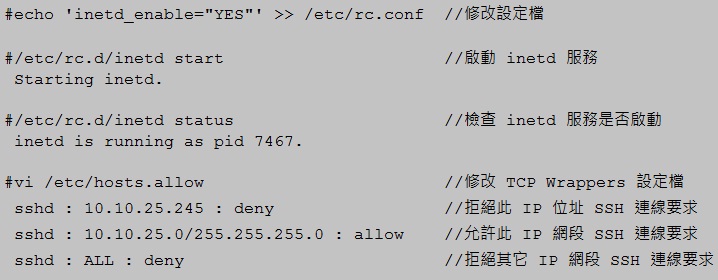 #echo 'inetd_enable="YES"' >> /etc/rc.conf  //修改設定檔
#/etc/rc.d/inetd start  //啟動 inetd 服務
Starting inetd.
#/etc/rc.d/inetd status  //檢查 inetd 服務是否啟動
inetd is running as pid 7467.
#vi /etc/hosts.allow  //修改 TCP Wrappers 設定檔
sshd : 10.10.25.245 : deny  //拒絕此 IP 位址 SSH 連線要求
sshd : 10.10.25.0/255.255.255.0 : allow  //允許此 IP 網段 SSH 連線要求
sshd : ALL : deny  //拒絕其它 IP 網段 SSH 連線要求